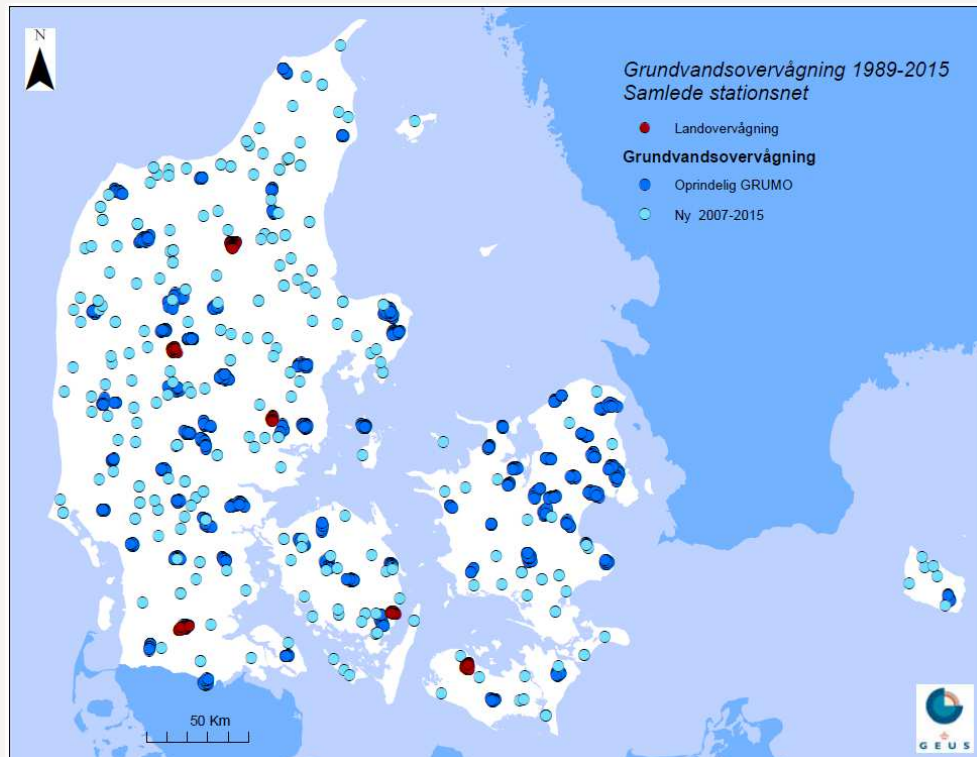 N
Grundvandsovervågning 1989-2015
Samlede stationsnet
Landovervågning
Grundvandsovervågning
Oprindelig GRUMO
Ny 2007-2015
50 Km
GEUS